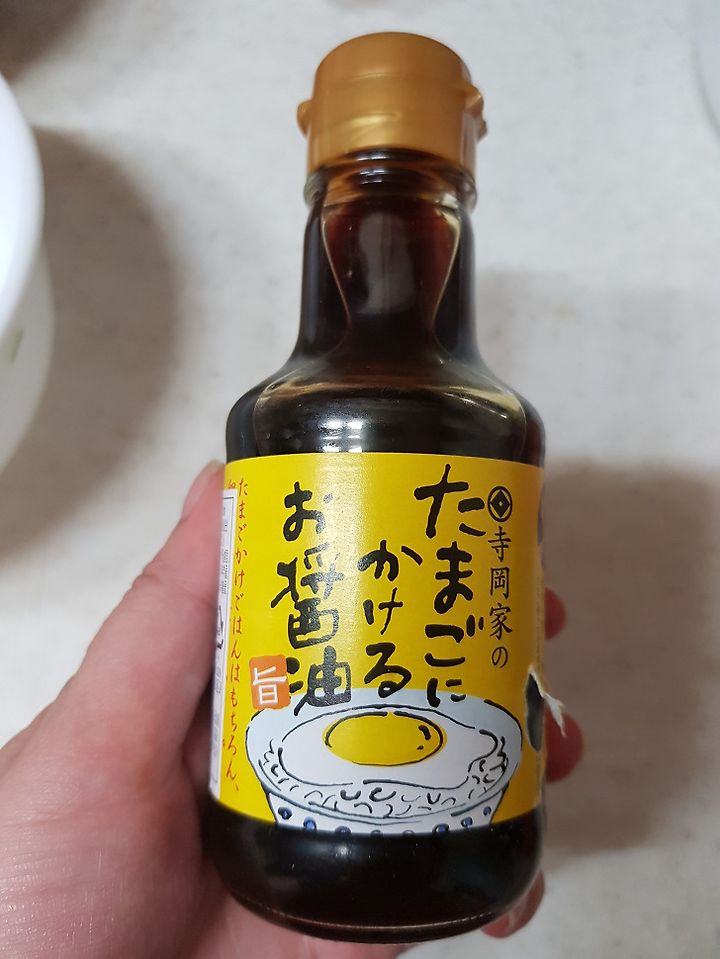 寺岡家の
たまごに
かける
お醤油
旨
たまごかけごはんはもちろん、